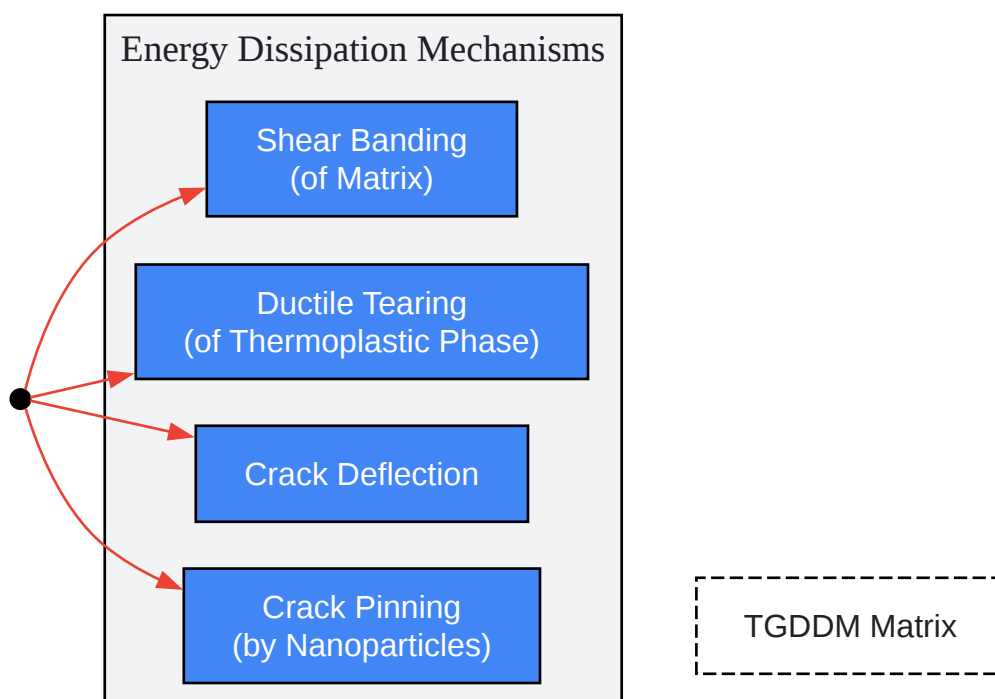 Energy Dissipation Mechanisms
Shear Banding
(of Matrix)
Ductile Tearing
(of Thermoplastic Phase)
Crack Deflection
Crack Pinning
(by Nanoparticles)
TGDDM Matrix